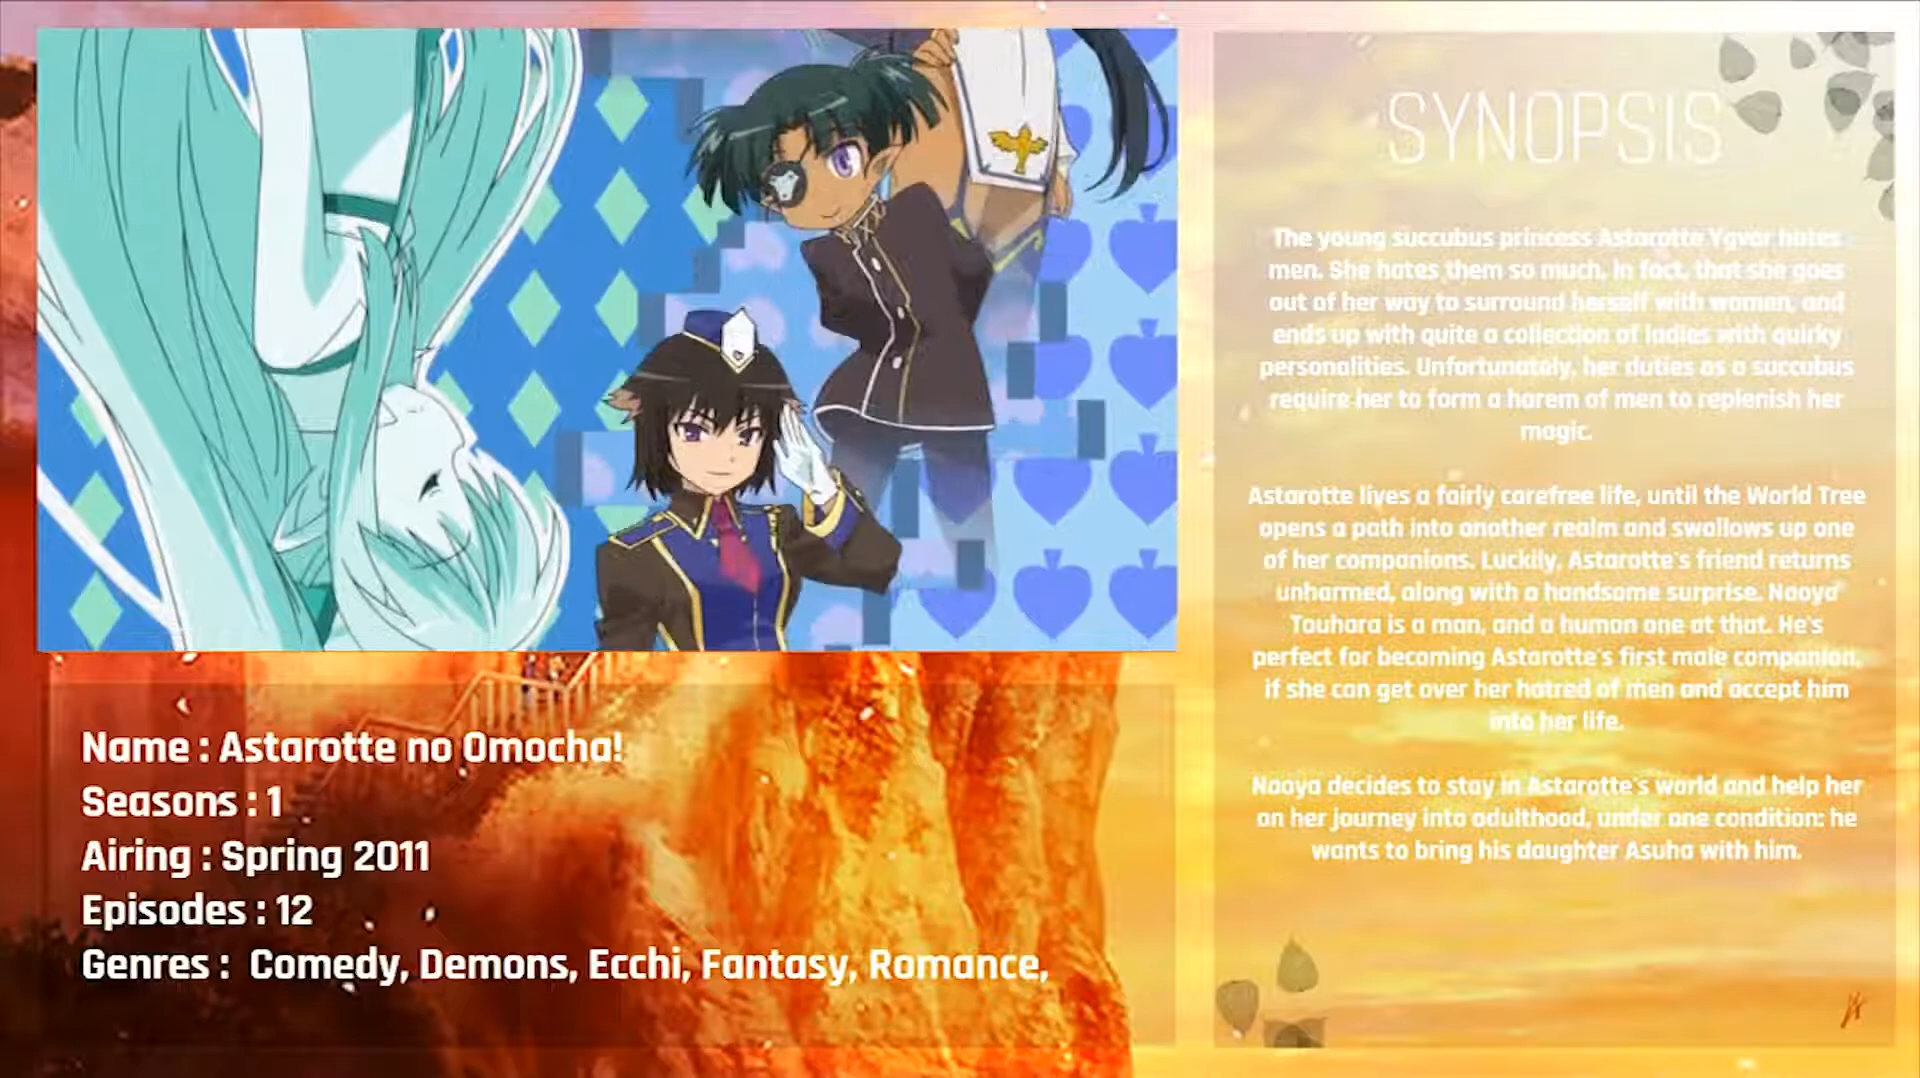 SYNOPSIS
The young succubus princess Astarotte Ygvar hates
men. She hates them so much, in fact, that she goes
out of her way to surround herself with women, and
ends up with quite a collection of ladies with quirky
personalities. Unfortunately, her duties as a succubus
require her to form a harem of men to replenish her
magic.
Astarotte lives a fairly carefree life, until the World Tree
opens a path into another realm and swallows up one
of her companions. Luckily, Astarotte's friend returns
unharmed, along with a handsome surprise. Naoya
Touhara is a man, and a human one at that. He's
perfect for becoming Astarotte's first male companion,
if she can get over her hatred of men and accept him
into her life.
Naoya decides to stay in Astarotte's world and help her
on her journey into adulthood, under one condition: he
wants to bring his daughter Asuha with him.
Name : Astarotte no Omocha!
Seasons : 1
Airing : Spring 2011
Episodes : 12
Genres : Comedy, Demons, Ecchi, Fantasy, Romance,